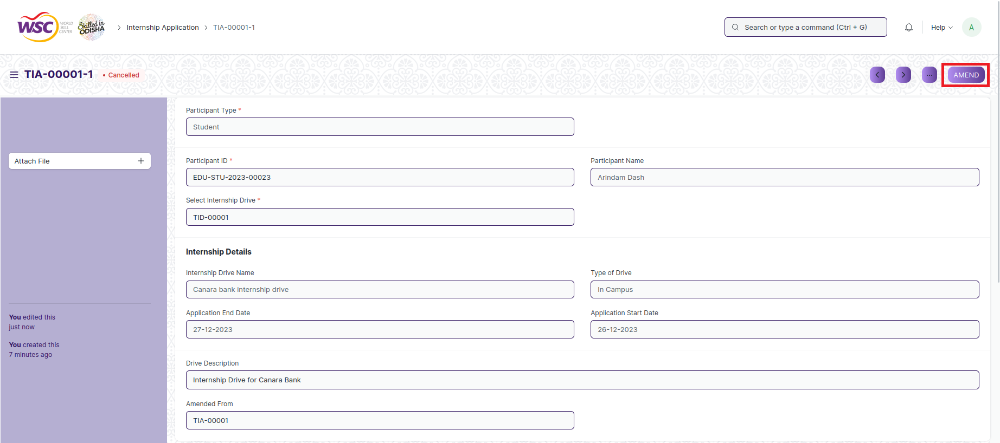 WSC WORLD SKILL CENTER Skilled in ODISHA > Internship Application > TIA-00001-1 Search or type a command (Ctrl + G) Help A
TIA-00001-1 • Cancelled ... AMEND
Participant Type *
Student
Attach File +
Participant ID * Participant Name
EDU-STU-2023-00023 Arindam Dash
Select Internship Drive *
TID-00001
Internship Details
Internship Drive Name Type of Drive
Canara bank internship drive In Campus
Application End Date Application Start Date
27-12-2023 26-12-2023
You edited this
just now
You created this
7 minutes ago
Drive Description
Internship Drive for Canara Bank
Amended From
TIA-00001